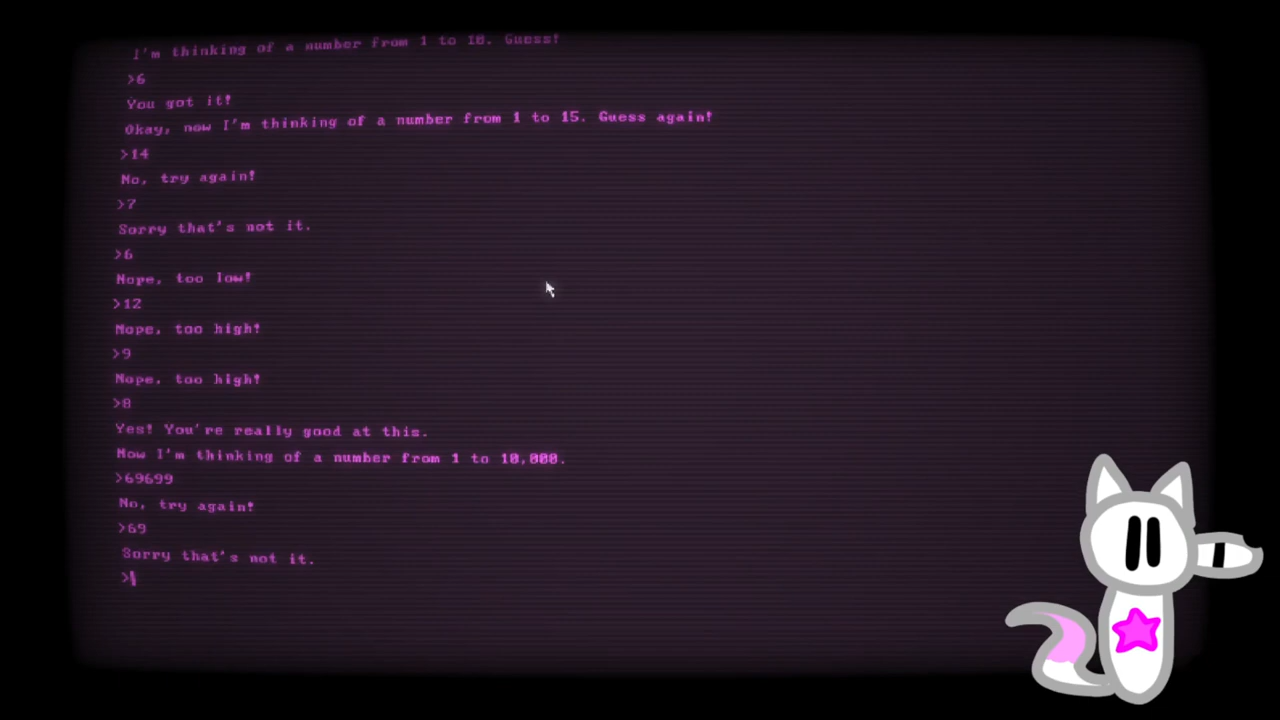 I'm thinking of a number from 1 to 10. Guess!
>6
You got it!
Okay, now I'm thinking of a number from 1 to 15. Guess again!
>14
No, try again!
>7
Sorry that's not it.
>6
Nope, too low!
>12
Nope, too high!
>9
Nope, too high!
>8
Yes! You're really good at this.
Now I'm thinking of a number from 1 to 10,000.
>69699
No, try again!
>69
Sorry that's not it.
>